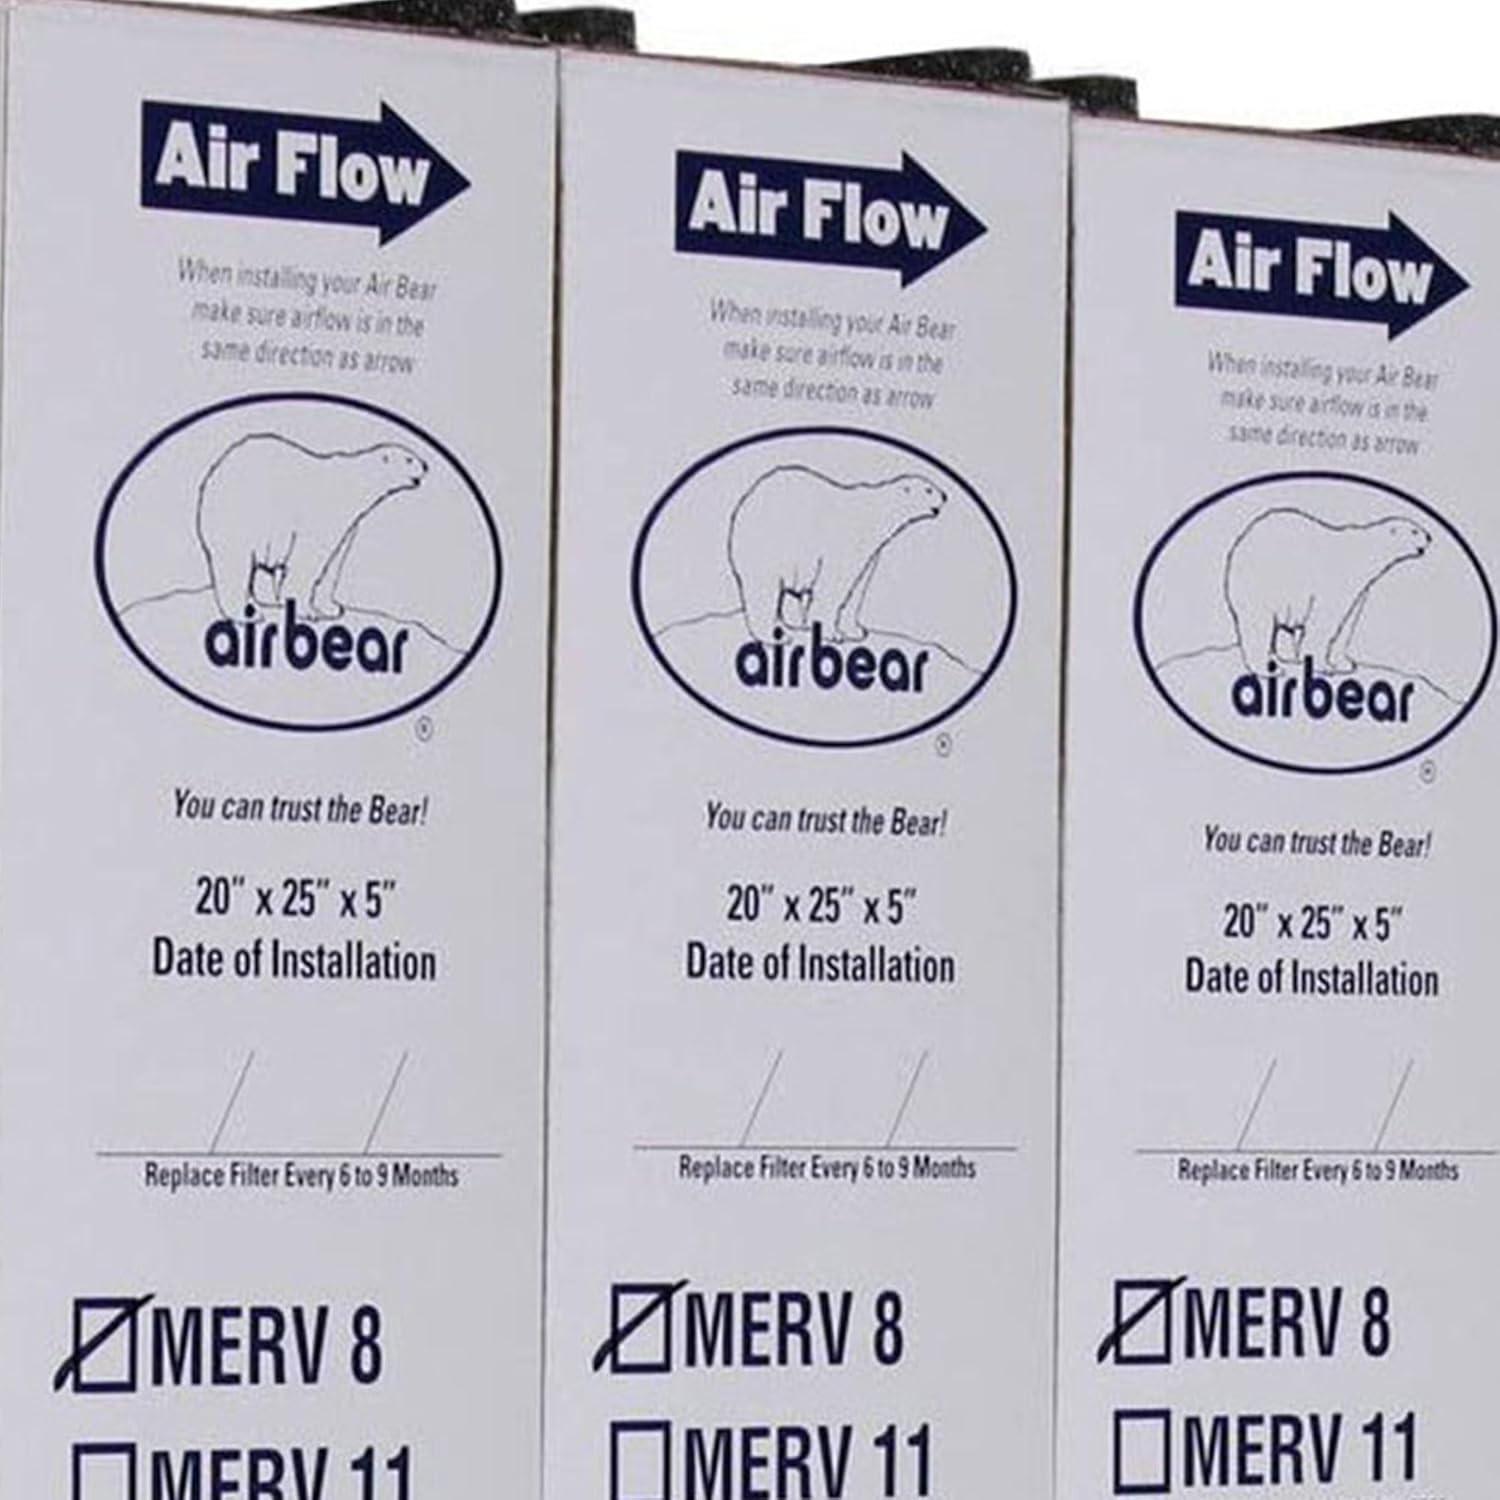 Air Flow
When installing your Air Bear
make sure airflow is in the
same direction as arrow
airbear
®
You can trust the Bear!
20" x 25" x 5"
Date of Installation
Replace Filter Every 6 to 9 Months
MERV 8
MERV 11
Air Flow
When installing your Air Bear
make sure airflow is in the
same direction as arrow
airbear
®
You can trust the Bear!
20" x 25" x 5"
Date of Installation
Replace Filter Every 6 to 9 Months
MERV 8
MERV 11
Air Flow
When installing your Air Bear
make sure airflow is in the
same direction as arrow
airbear
®
You can trust the Bear!
20" x 25" x 5"
Date of Installation
Replace Filter Every 6 to 9 Months
MERV 8
MERV 11